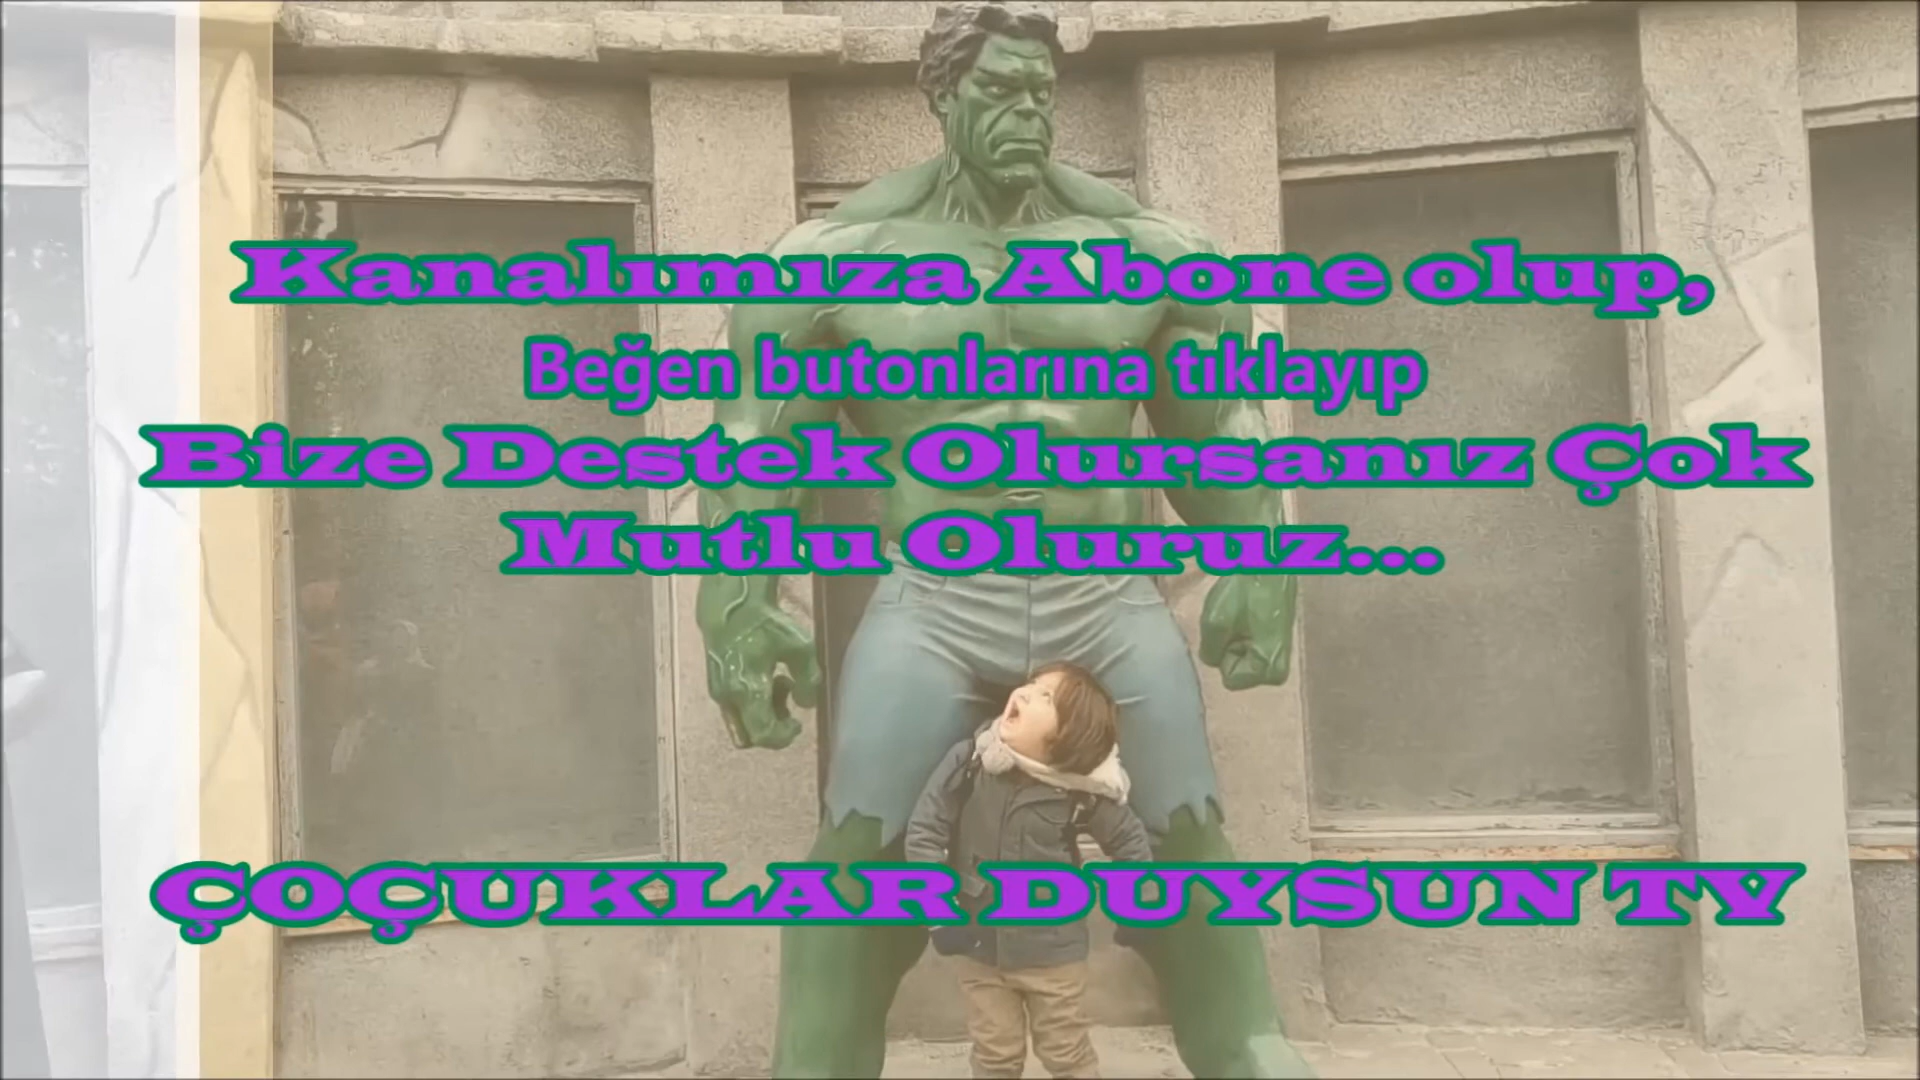 Kanalımıza Abone olup,
Beğen butonlarına tıklayıp
Bize Destek Olursanız Çok
Mutlu Oluruz...
ÇOÇUKLAR DUYSUN TV